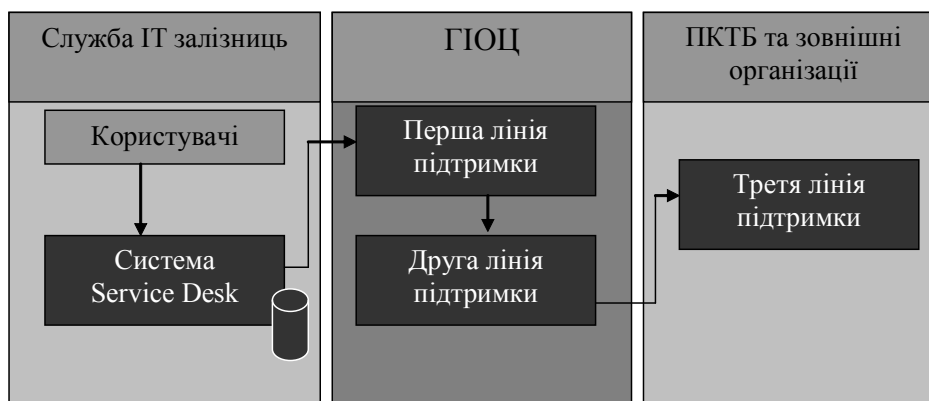 Служба ІТ залізниць
ГІОЦ
ПКТБ та зовнішні
організації
Користувачі
Система
Service Desk
Перша лінія
підтримки
Друга лінія
підтримки
Третя лінія
підтримки